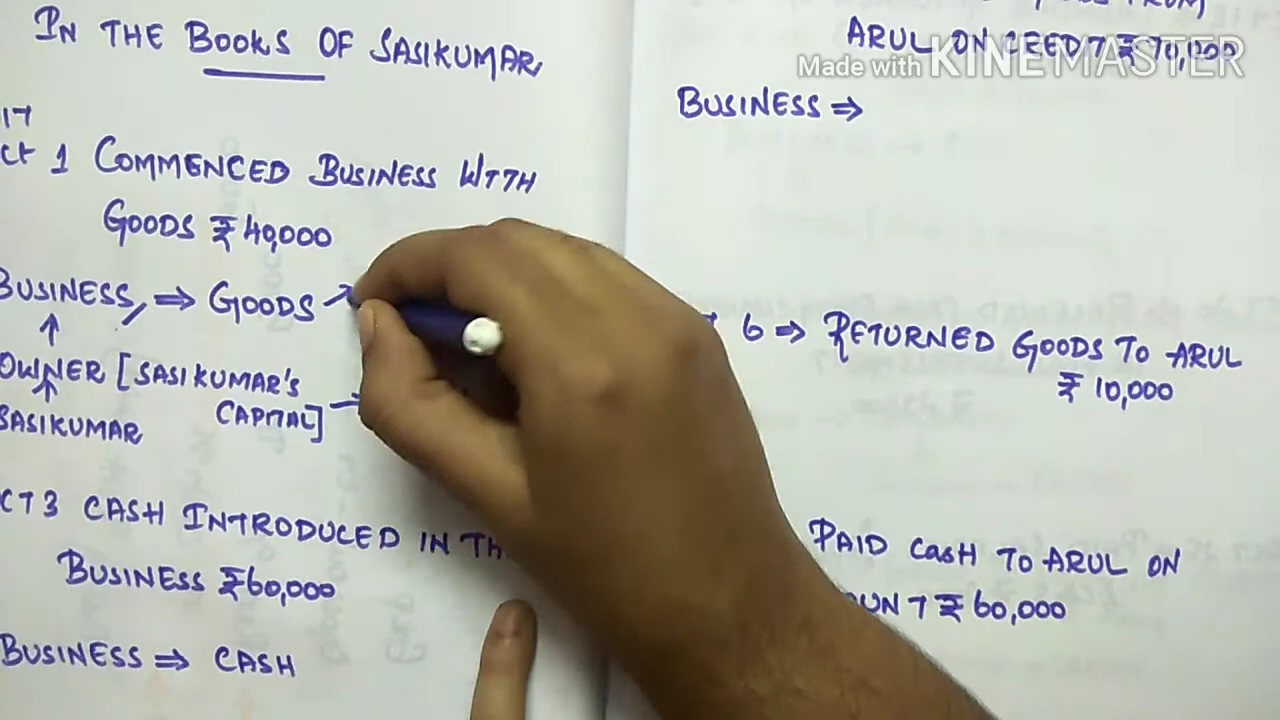 IN THE BOOKS OF SASIKUMAR
17
CT 1 COMMENCED BUSINESS WITH
GOODS ₹ 40,000
BUSINESS, ⇒ GOODS
OWNER [SASIKUMAR'S
CAPITAL]
SASIKUMAR
CT 3 CASH INTRODUCED IN TH
BUSINESS ₹ 60,000
BUSINESS ⇒ CASH
ARUL ON CREDIT ₹ 70,000
Made with KINEMASTER
BUSINESS ⇒
6 ⇒ RETURNED GOODS TO ARUL
₹ 10,000
PAID CASH TO ARUL ON
OUNT ₹ 60,000